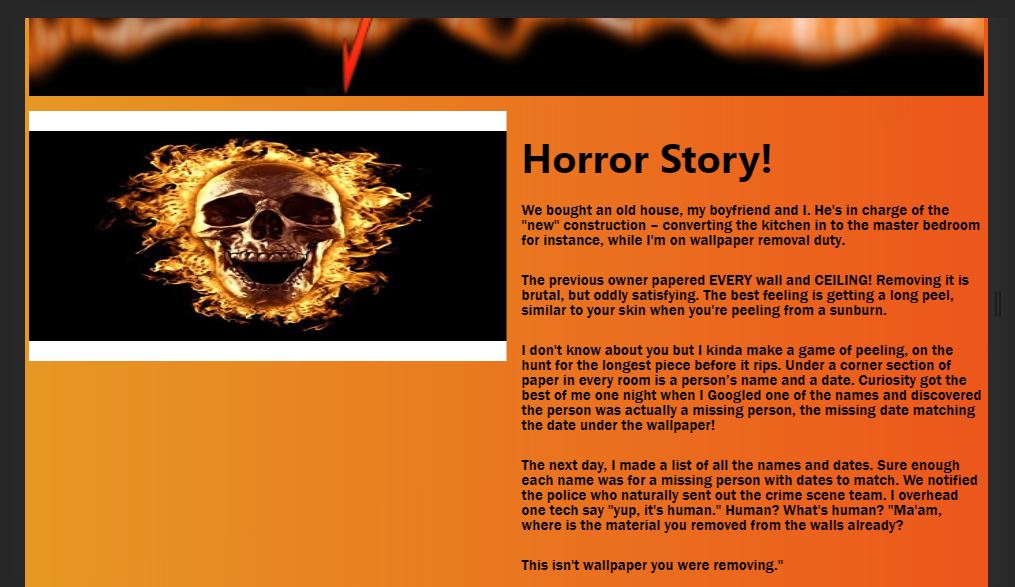 Horror Story!
We bought an old house, my boyfriend and I. He's in charge of the
"new" construction – converting the kitchen in to the master bedroom
for instance, while I'm on wallpaper removal duty.
The previous owner papered EVERY wall and CEILING! Removing it is
brutal, but oddly satisfying. The best feeling is getting a long peel,
similar to your skin when you're peeling from a sunburn.
I don't know about you but I kinda make a game of peeling, on the
hunt for the longest piece before it rips. Under a corner section of
paper in every room is a person’s name and a date. Curiosity got the
best of me one night when I Googled one of the names and discovered
the person was actually a missing person, the missing date matching
the date under the wallpaper!
The next day, I made a list of all the names and dates. Sure enough
each name was for a missing person with dates to match. We notified
the police who naturally sent out the crime scene team. I overhead
one tech say "yup, it's human." Human? What's human? "Ma'am,
where is the material you removed from the walls already?
This isn't wallpaper you were removing."